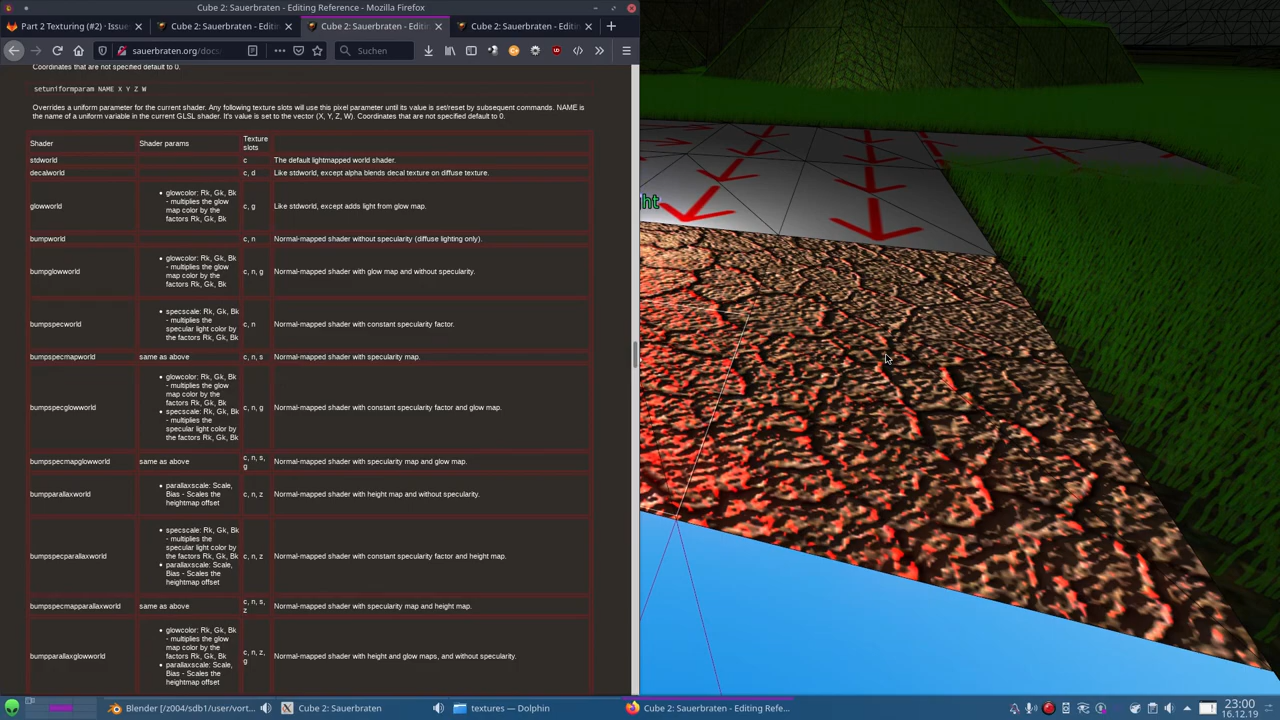 Cube 2: Sauerbraten - Editing Reference - Mozilla Firefox
Part 2 Texturing (#2) - Issue
Cube 2: Sauerbraten - Editin
Cube 2: Sauerbraten - Editin
Cube 2: Sauerbraten - Editin
sauerbraten.org/docs
Suchen
Coordinates that are not specified default to 0.
setuniformparam NAME X Y Z W
Overrides a uniform parameter for the current shader. Any following texture slots will use this pixel parameter until its value is set/reset by subsequent commands. NAME is
the name of a uniform variable in the current GLSL shader. It's value is set to the vector (X, Y, Z, W). Coordinates that are not specified default to 0.
Shader Shader params Texture
slots
stdworld c The default lightmapped world shader.
decalworld c, d Like stdworld, except alpha blends decal texture on diffuse texture.
• glowcolor: Rk, Gk, Bk
- multiplies the glow
glowworld map color by the c, g Like stdworld, except adds light from glow map.
factors Rk, Gk, Bk
bumpworld c, n Normal-mapped shader without specularity (diffuse lighting only).
• glowcolor: Rk, Gk, Bk
- multiplies the glow
bumpglowworld map color by the c, n, g Normal-mapped shader with glow map and without specularity.
factors Rk, Gk, Bk
• specscale: Rk, Gk, Bk
- multiplies the
bumpspecworld specular light color by c, n Normal-mapped shader with constant specularity factor.
the factors Rk, Gk, Bk
bumpspecmapworld same as above c, n, s Normal-mapped shader with specularity map.
• glowcolor: Rk, Gk, Bk
- multiplies the glow
map color by the
factors Rk, Gk, Bk
bumpspecglowworld • specscale: Rk, Gk, Bk c, n, g Normal-mapped shader with constant specularity factor and glow map.
- multiplies the
specular light color by
the factors Rk, Gk, Bk
bumpspecmapglowworld same as above c, n, s, g Normal-mapped shader with specularity map and glow map.
• parallaxscale: Scale,
bumpparallaxworld Bias - Scales the c, n, z Normal-mapped shader with height map and without specularity.
heightmap offset
• specscale: Rk, Gk, Bk
- multiplies the
specular light color by
bumpspecparallaxworld the factors Rk, Gk, Bk c, n, z Normal-mapped shader with constant specularity factor and height map.
• parallaxscale: Scale,
Bias - Scales the
heightmap offset
bumpspecmapparallaxworld same as above c, n, s, z Normal-mapped shader with specularity map and height map.
• glowcolor: Rk, Gk, Bk
- multiplies the glow
map color by the
bumpparallaxglowworld factors Rk, Gk, Bk c, n, z, g Normal-mapped shader with height and glow maps, and without specularity.
• parallaxscale: Scale,
Bias - Scales the
heightmap offset
ht
Blender [/z004/sdb1/user/vort...
Cube 2: Sauerbraten
textures — Dolphin
Cube 2: Sauerbraten - Editing Refe...
23:00
16.12.19